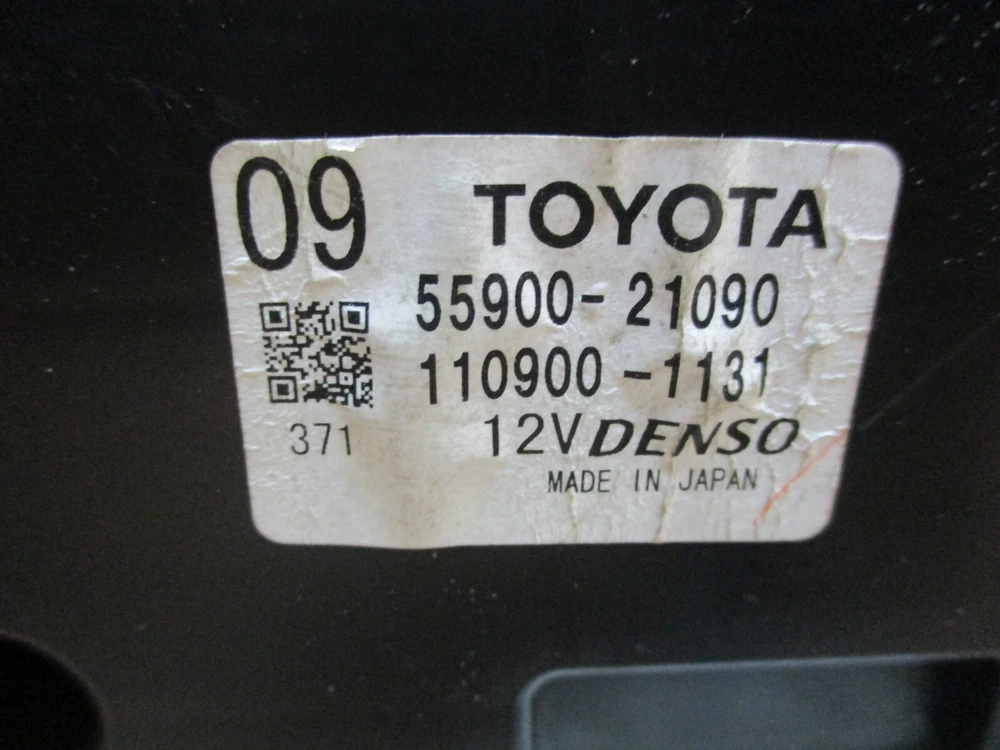 09
TOYOTA
55900-21090
110900-1131
371
12V DENSO
MADE IN JAPAN